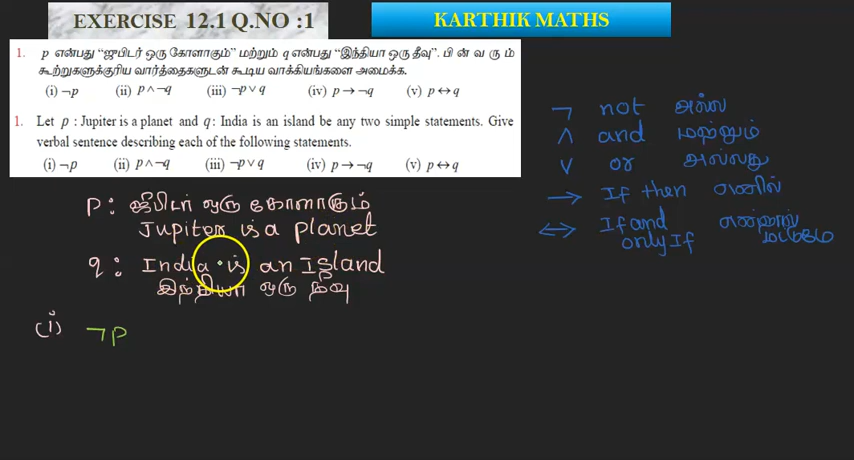 EXERCISE 12.1 Q.NO :1
KARTHIK MATHS
1. p என்பது "ஜுபிடர் ஒரு கோளாகும்" மற்றும் q என்பது "இந்தியா ஒரு தீவு". பி ன் வ ரு ம்
கூற்றுகளுக்குரிய வார்த்தைகளுடன் கூடிய வாக்கியங்களை அமைக்க.
(i) ¬p (ii) p ∧ ¬q (iii) ¬p ∨ q (iv) p → ¬q (v) p ↔ q
1. Let p : Jupiter is a planet and q: India is an island be any two simple statements. Give
verbal sentence describing each of the following statements.
(i) ¬p (ii) p ∧ ¬q (iii) ¬p ∨ q (iv) p → ¬q (v) p ↔ q
¬ not அல்ல
∧ and மற்றும்
∨ or அல்லது
→ If then எனில்
↔ If and என்றால்
only If மட்டுமே
p : ஜீபிடர் ஒரு கோளாகும்
Jupiter is a planet
q : India is an Island
இந்தியா ஒரு தீவு
(i) ¬p